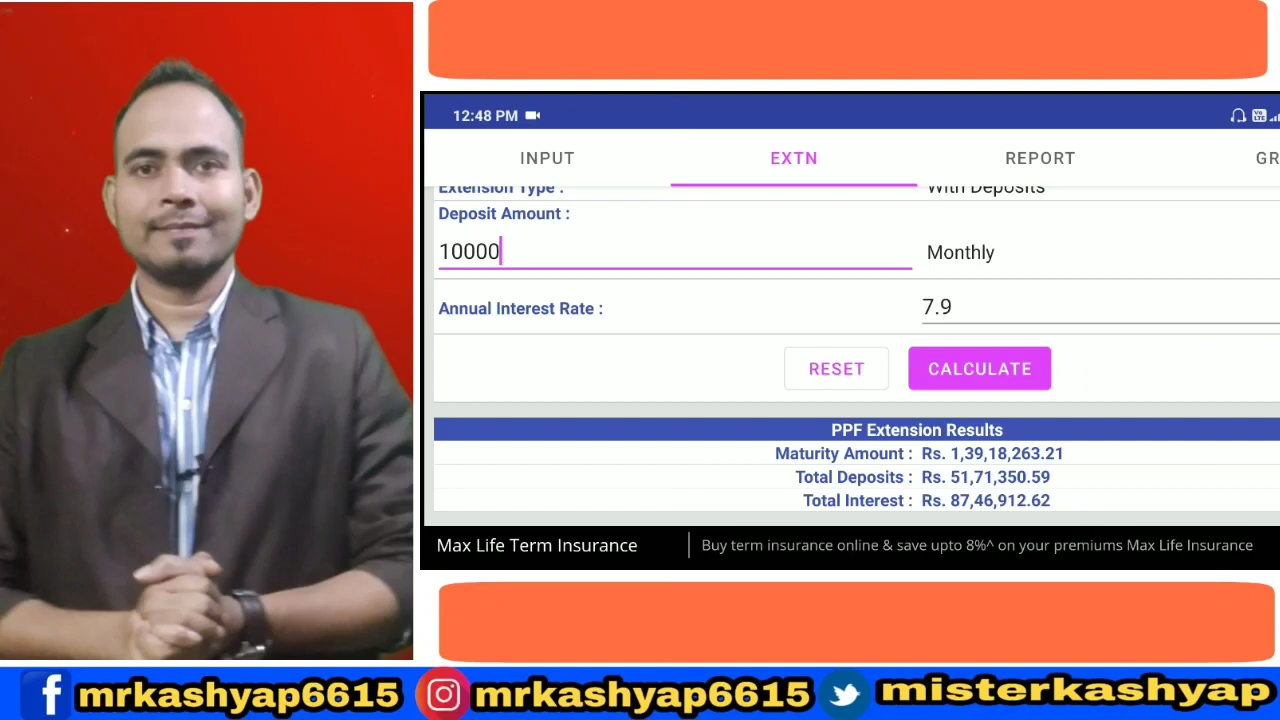 12:48 PM
INPUT EXTN REPORT GR
Extension Type : With Deposits
Deposit Amount :
10000 Monthly
Annual Interest Rate : 7.9
RESET CALCULATE
PPF Extension Results
Maturity Amount : Rs. 1,39,18,263.21
Total Deposits : Rs. 51,71,350.59
Total Interest : Rs. 87,46,912.62
Max Life Term Insurance Buy term insurance online & save upto 8%^ on your premiums Max Life Insurance
mrkashyap6615 mrkashyap6615 misterkashyap